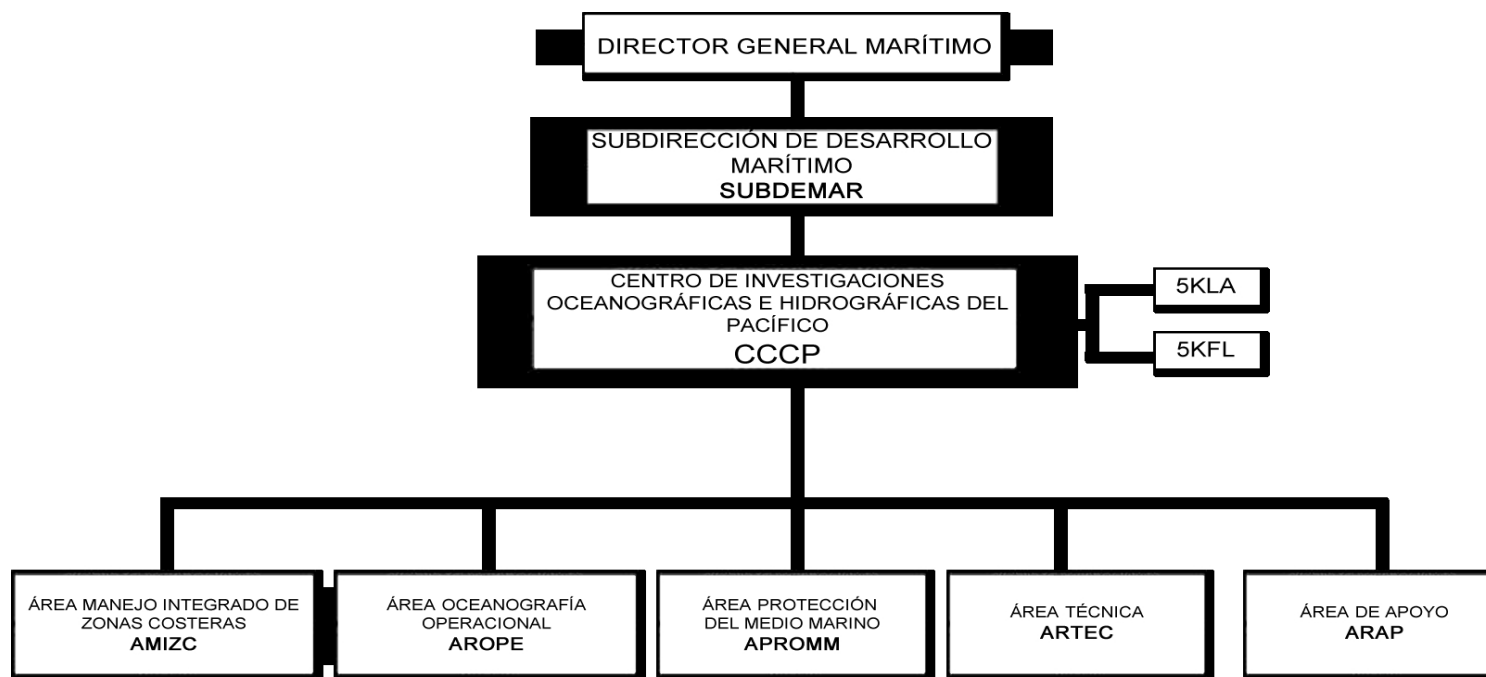 DIRECTOR GENERAL MARÍTIMO
SUBDIRECCIÓN DE DESARROLLO
MARÍTIMO
SUBDEMAR
CENTRO DE INVESTIGACIONES
OCEANOGRÁFICAS E HIDROGRÁFICAS DEL
PACÍFICO
CCCP
5KLA
5KFL
ÁREA MANEJO INTEGRADO DE
ZONAS COSTERAS
AMIZC
ÁREA OCEANOGRAFÍA
OPERACIONAL
AROPE
ÁREA PROTECCIÓN
DEL MEDIO MARINO
APROMM
ÁREA TÉCNICA
ARTEC
ÁREA DE APOYO
ARAP